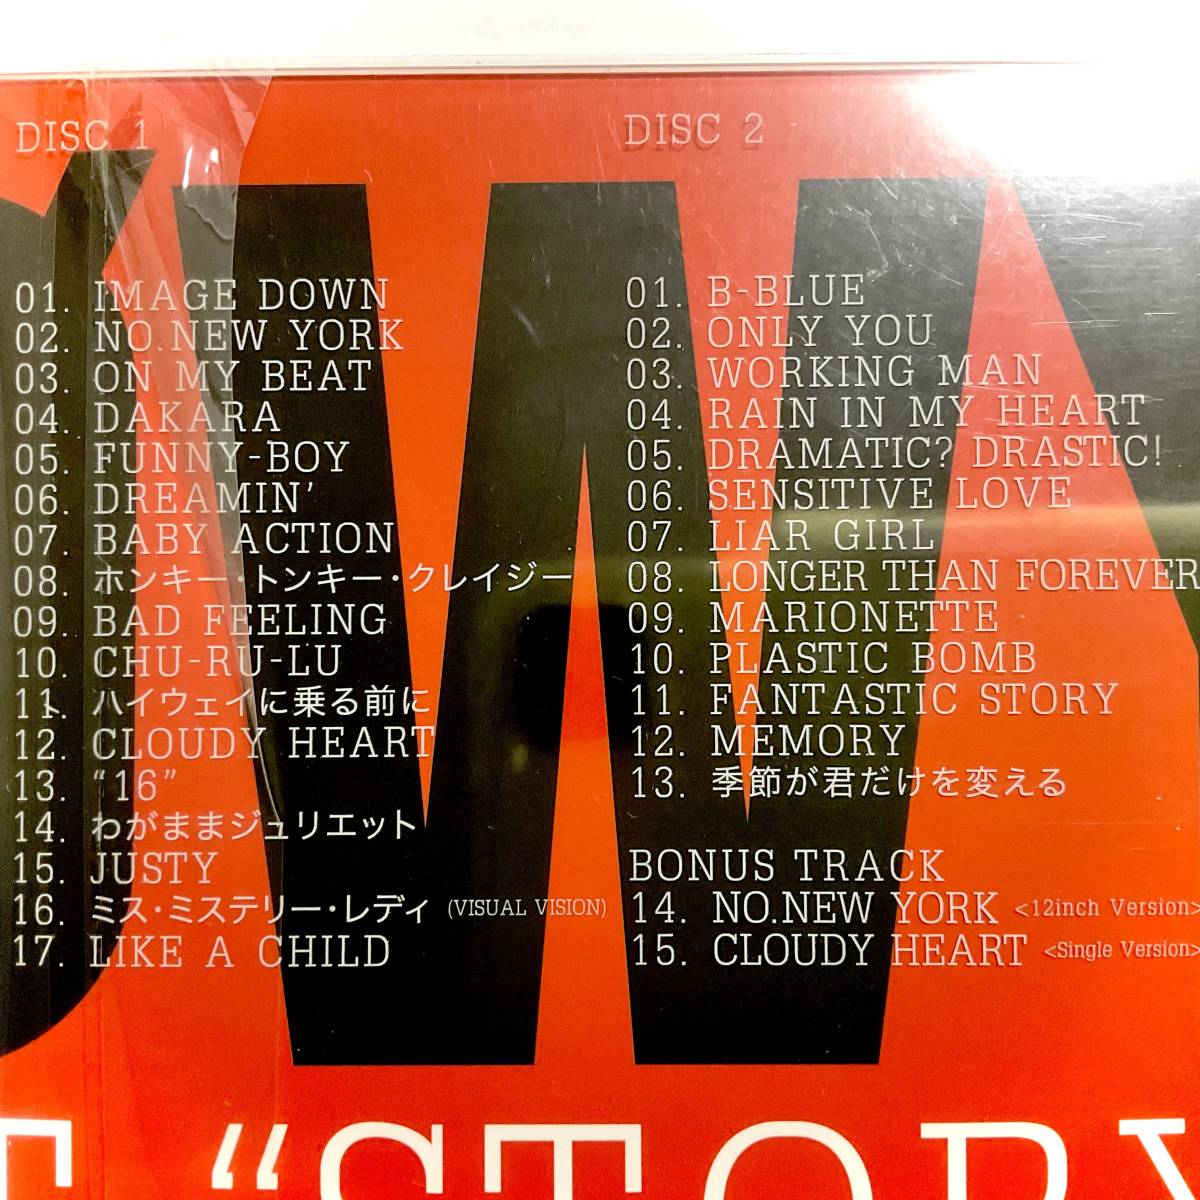 DISC 1
01. IMAGE DOWN
02. NO.NEW YORK
03. ON MY BEAT
04. DAKARA
05. FUNNY-BOY
06. DREAMIN'
07. BABY ACTION
08. ホンキー・トンキー・クレイジー
09. BAD FEELING
10. CHU-RU-LU
11. ハイウェイに乗る前に
12. CLOUDY HEART
13. “16”
14. わがままジュリエット
15. JUSTY
16. ミス・ミステリー・レディ (VISUAL VISION)
17. LIKE A CHILD
DISC 2
01. B-BLUE
02. ONLY YOU
03. WORKING MAN
04. RAIN IN MY HEART
05. DRAMATIC? DRASTIC!
06. SENSITIVE LOVE
07. LIAR GIRL
08. LONGER THAN FOREVER
09. MARIONETTE
10. PLASTIC BOMB
11. FANTASTIC STORY
12. MEMORY
13. 季節が君だけを変える
BONUS TRACK
14. NO.NEW YORK <12inch Version>
15. CLOUDY HEART <Single Version>
“STORY